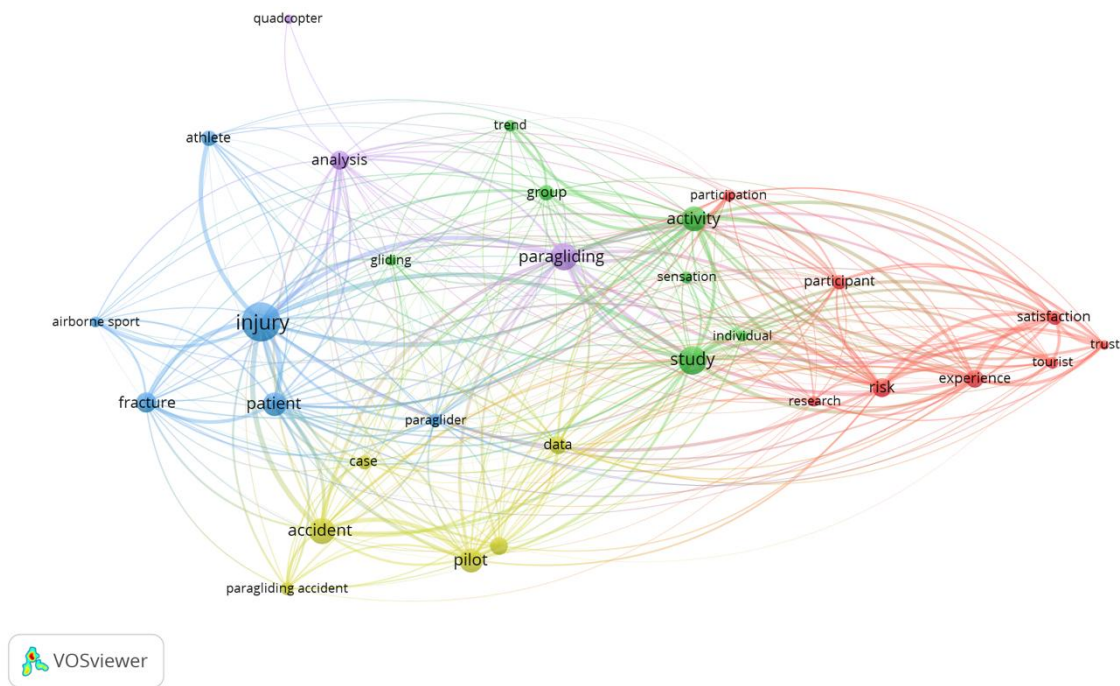 quadcopter
trend
athlete
analysis
group
participation
activity
paragliding
gliding
sensation
participant
airborne sport
injury
satisfaction
individual
trust
study
tourist
experience
risk
fracture
patient
research
paraglider
data
case
accident
pilot
paragliding accident
VOSviewer